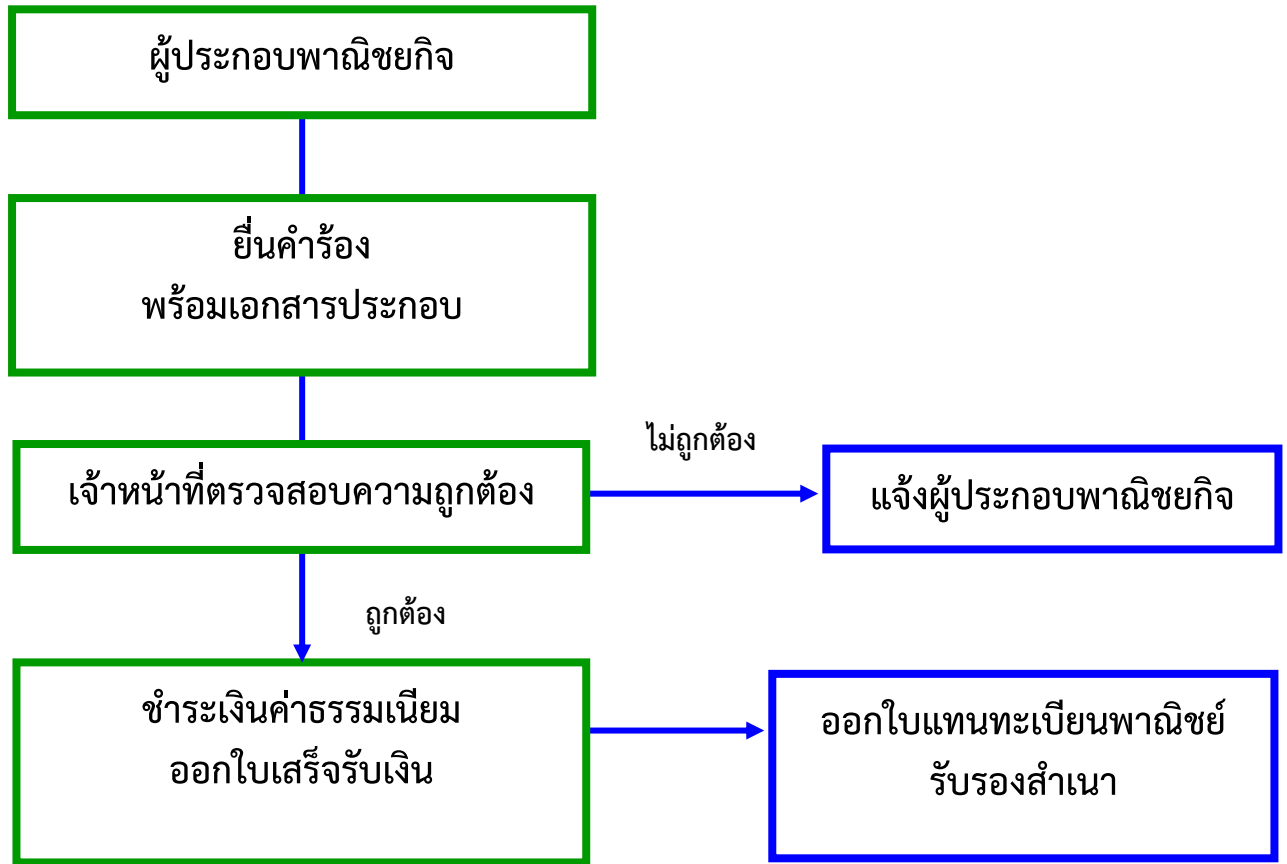 ผู้ประกอบพาณิชยกิจ
ยื่นคำร้อง
พร้อมเอกสารประกอบ
ไม่ถูกต้อง
เจ้าหน้าที่ตรวจสอบความถูกต้อง
แจ้งผู้ประกอบพาณิชยกิจ
ถูกต้อง
ชำระเงินค่าธรรมเนียม
ออกใบเสร็จรับเงิน
ออกใบแทนทะเบียนพาณิชย์
รับรองสำเนา